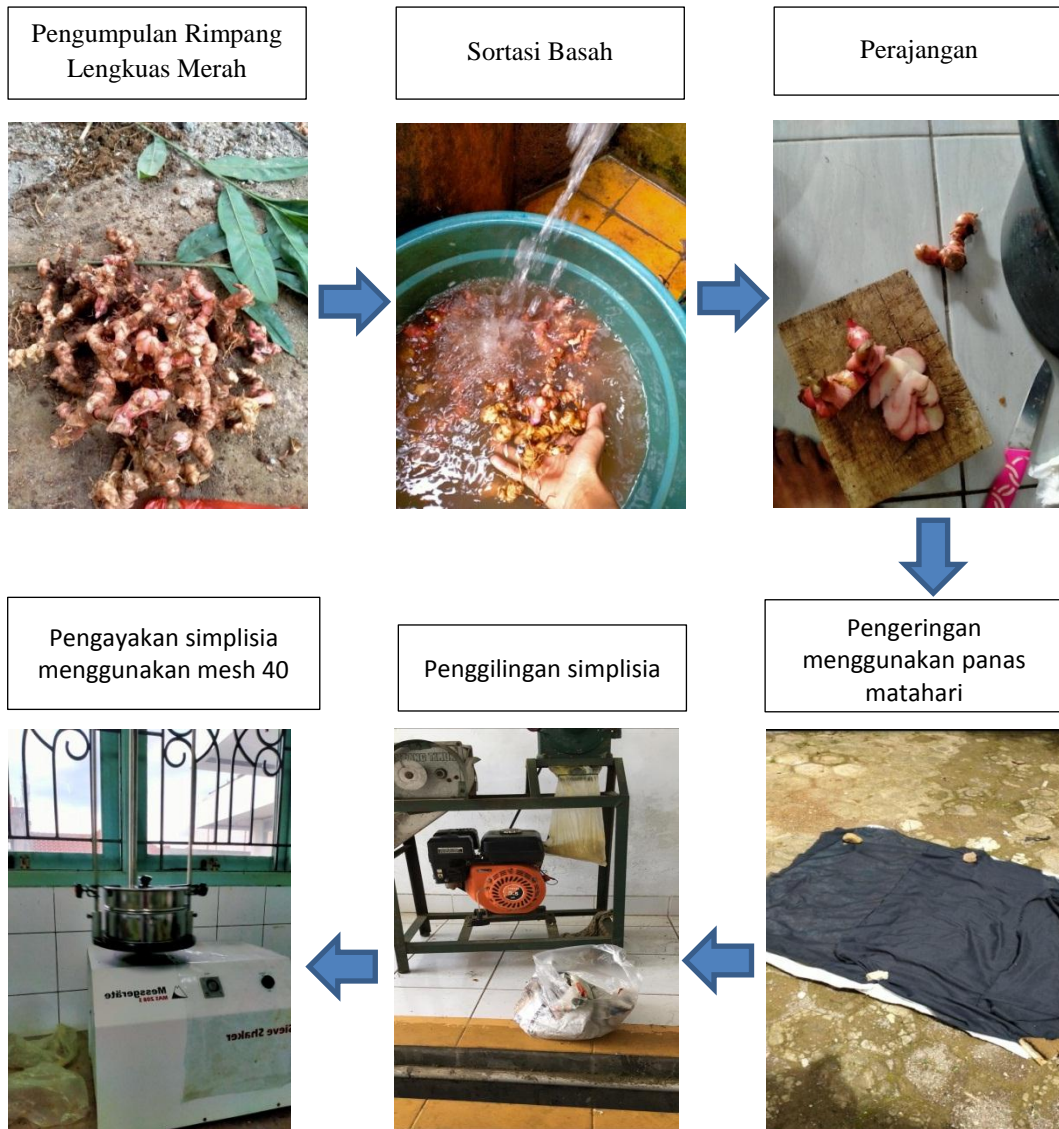 Pengumpulan Rimpang
Lengkuas Merah
Sortasi Basah
Perajangan
Pengayakan simplisia
menggunakan mesh 40
Penggilingan simplisia
Pengeringan
menggunakan panas
matahari
Messgeräte
Sieve Shaker